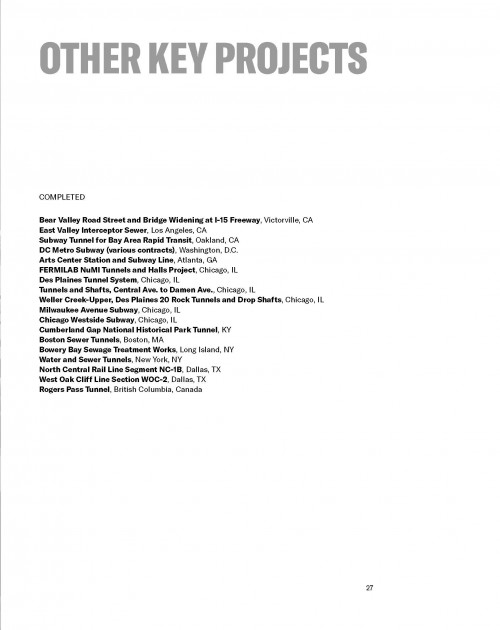 OTHER KEY PROJECTS
COMPLETED
Bear Valley Road Street and Bridge Widening at I-15 Freeway, Victorville, CA
East Valley Interceptor Sewer, Los Angeles, CA
Subway Tunnel for Bay Area Rapid Transit, Oakland, CA
DC Metro Subway (various contracts), Washington, D.C.
Arts Center Station and Subway Line, Atlanta, GA
FERMILAB NuMI Tunnels and Halls Project, Chicago, IL
Des Plaines Tunnel System, Chicago, IL
Tunnels and Shafts, Central Ave. to Damen Ave., Chicago, IL
Weller Creek-Upper, Des Plaines 20 Rock Tunnels and Drop Shafts, Chicago, IL
Milwaukee Avenue Subway, Chicago, IL
Chicago Westside Subway, Chicago, IL
Cumberland Gap National Historical Park Tunnel, KY
Boston Sewer Tunnels, Boston, MA
Bowery Bay Sewage Treatment Works, Long Island, NY
Water and Sewer Tunnels, New York, NY
North Central Rail Line Segment NC-1B, Dallas, TX
West Oak Cliff Line Section WOC-2, Dallas, TX
Rogers Pass Tunnel, British Columbia, Canada
27